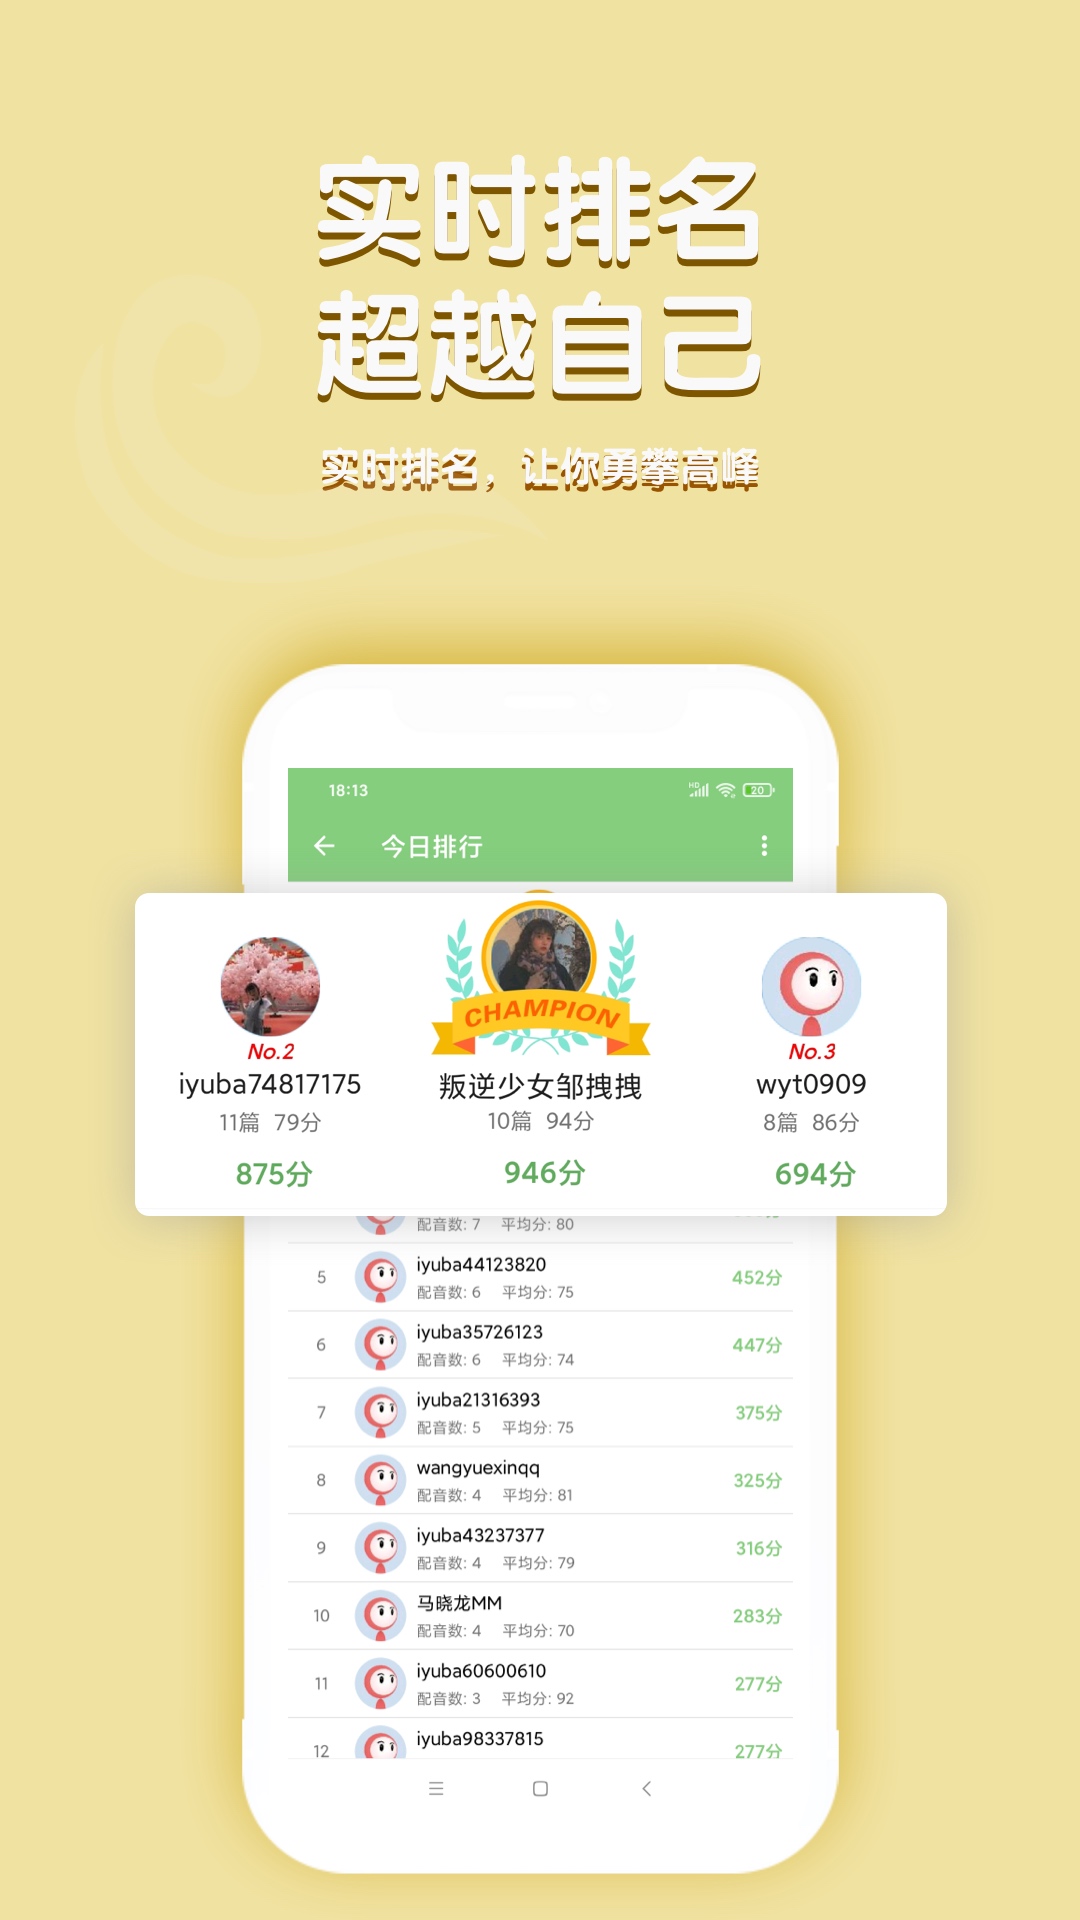 实时排名
超越自己
实时排名，让你勇攀高峰
18:13
HD
20
今日排行
CHAMPION
No.2
No.3
iyuba74817175
叛逆少女邹拽拽
wyt0909
11篇 79分
10篇 94分
8篇 86分
875分
946分
694分
配音数: 7 平均分: 80
5
iyuba44123820
配音数: 6 平均分: 75
452分
6
iyuba35726123
配音数: 6 平均分: 74
447分
7
iyuba21316393
配音数: 5 平均分: 75
375分
8
wangyuexinqq
配音数: 4 平均分: 81
325分
9
iyuba43237377
配音数: 4 平均分: 79
316分
10
马晓龙MM
配音数: 4 平均分: 70
283分
11
iyuba60600610
配音数: 3 平均分: 92
277分
12
iyuba98337815
277分